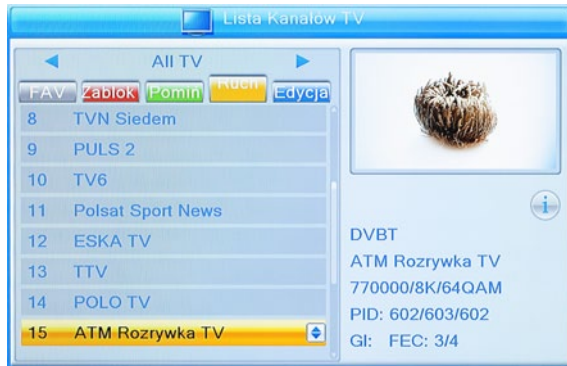 Lista Kanałów TV
All TV
FAV Zablok Pomiń Ruch Edycja
8 TVN Siedem
9 PULS 2
10 TV6
11 Polsat Sport News
12 ESKA TV
13 TTV
14 POLO TV
15 ATM Rozrywka TV
DVBT
ATM Rozrywka TV
770000/8K/64QAM
PID: 602/603/602
GI: FEC: 3/4